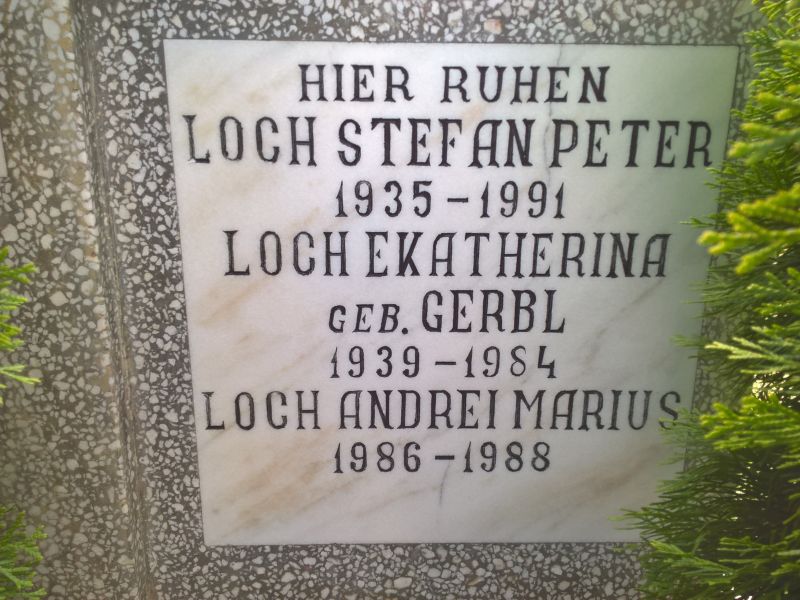 HIER RUHEN
LOCH STEFAN PETER
1935-1991
LOCH EKATHERINA
GEB. GERBL
1939-1984
LOCH ANDREI MARIUS
1986-1988